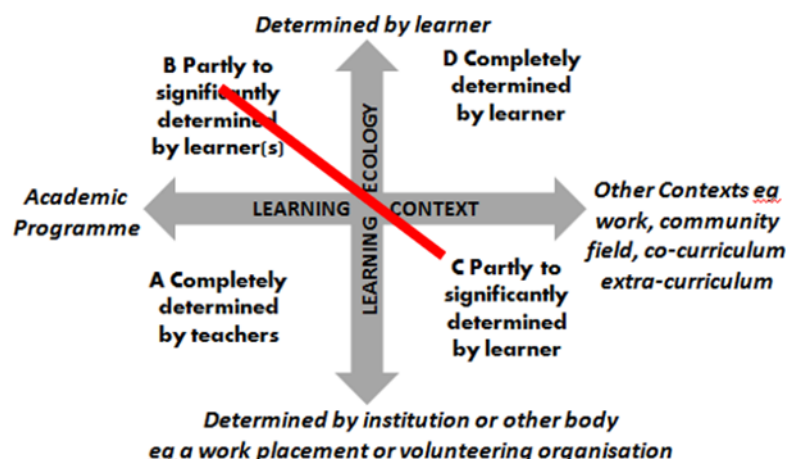 Determined by learner
B Partly to
significantly
determined
by learner(s)
D Completely
determined
by learner
Academic
Programme
LEARNING CONTEXT
LEARNING ECOLOGY
Other Contexts eg
work, community
field, co-curriculum
extra-curriculum
A Completely
determined
by teachers
C Partly to
significantly
determined
by learner
Determined by institution or other body
eg a work placement or volunteering organisation